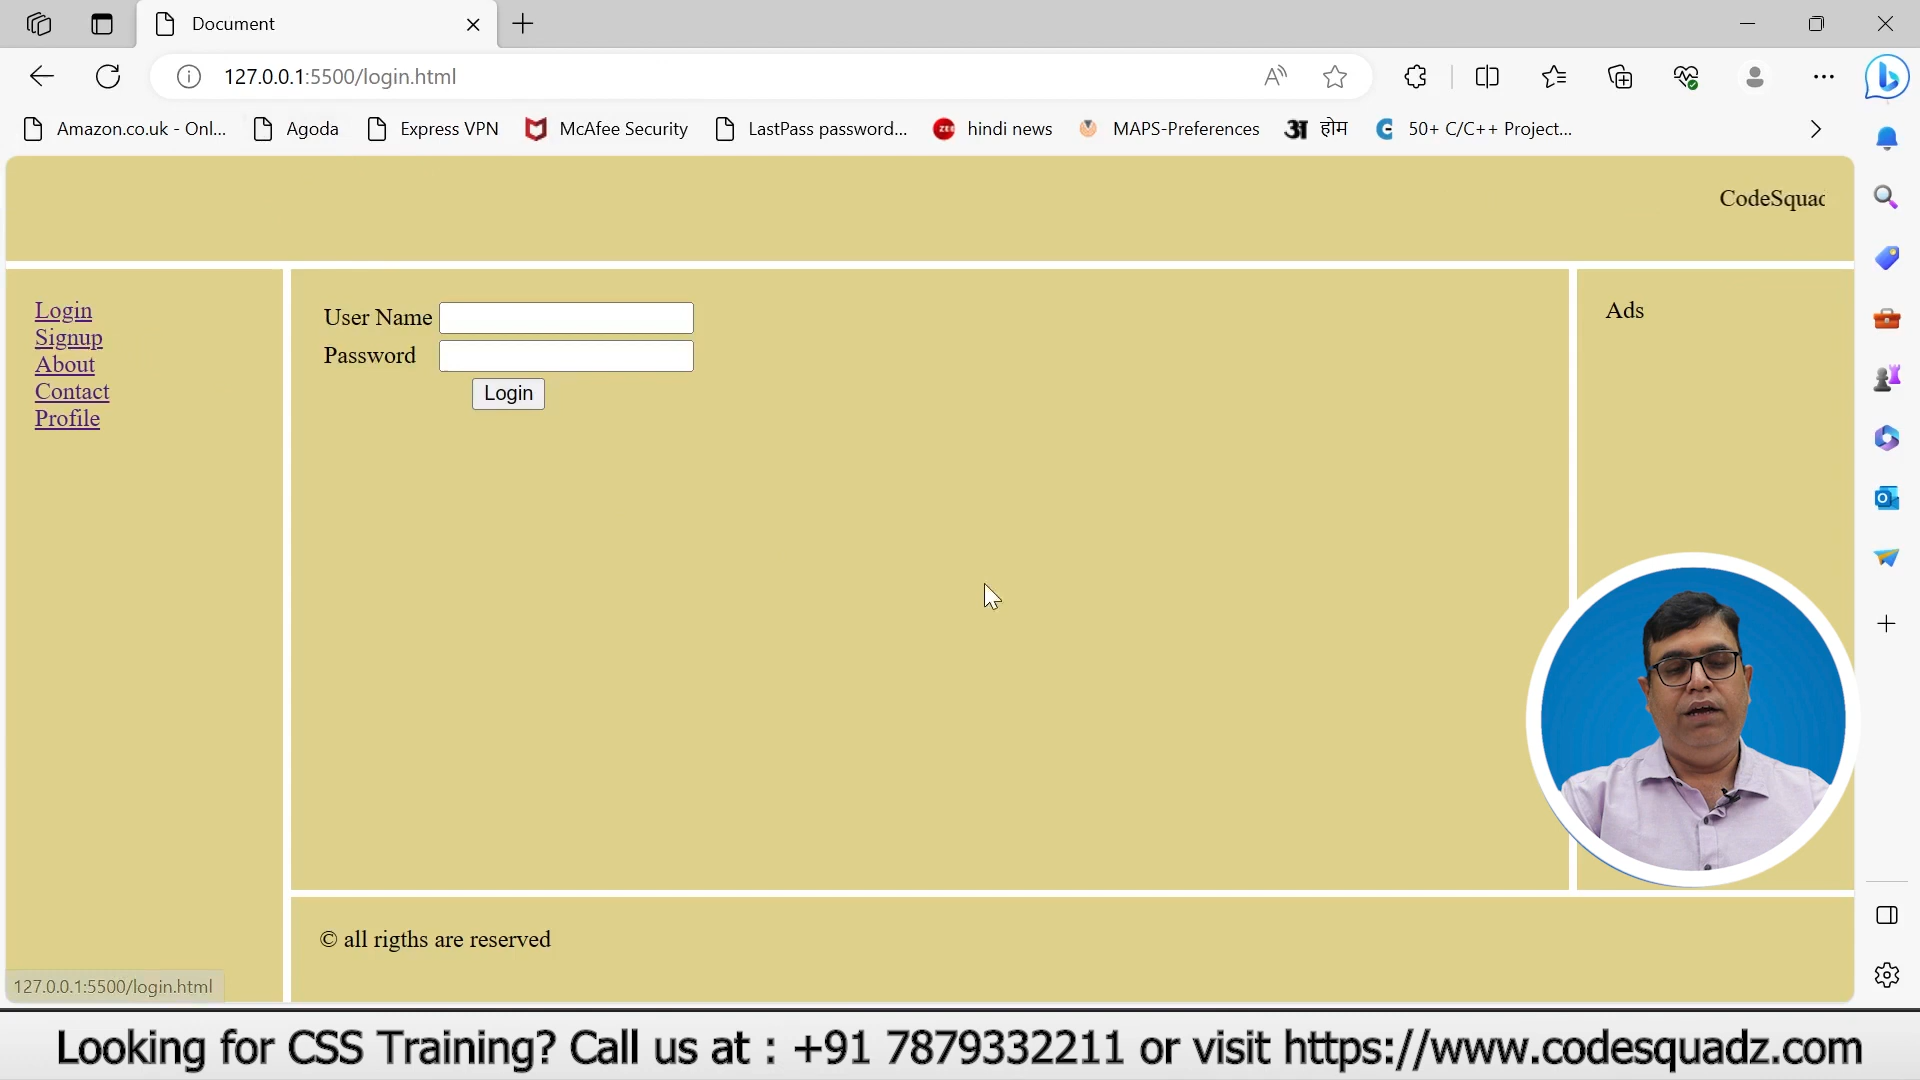 Document
127.0.0.1:5500/login.html
Amazon.co.uk - Onl... Agoda Express VPN McAfee Security LastPass password... hindi news MAPS-Preferences होम 50+ C/C++ Project...
CodeSquad
Login
Signup
About
Contact
Profile
User Name
Password
Login
Ads
© all rigths are reserved
127.0.0.1:5500/login.html
Looking for CSS Training? Call us at : +91 7879332211 or visit https://www.codesquadz.com